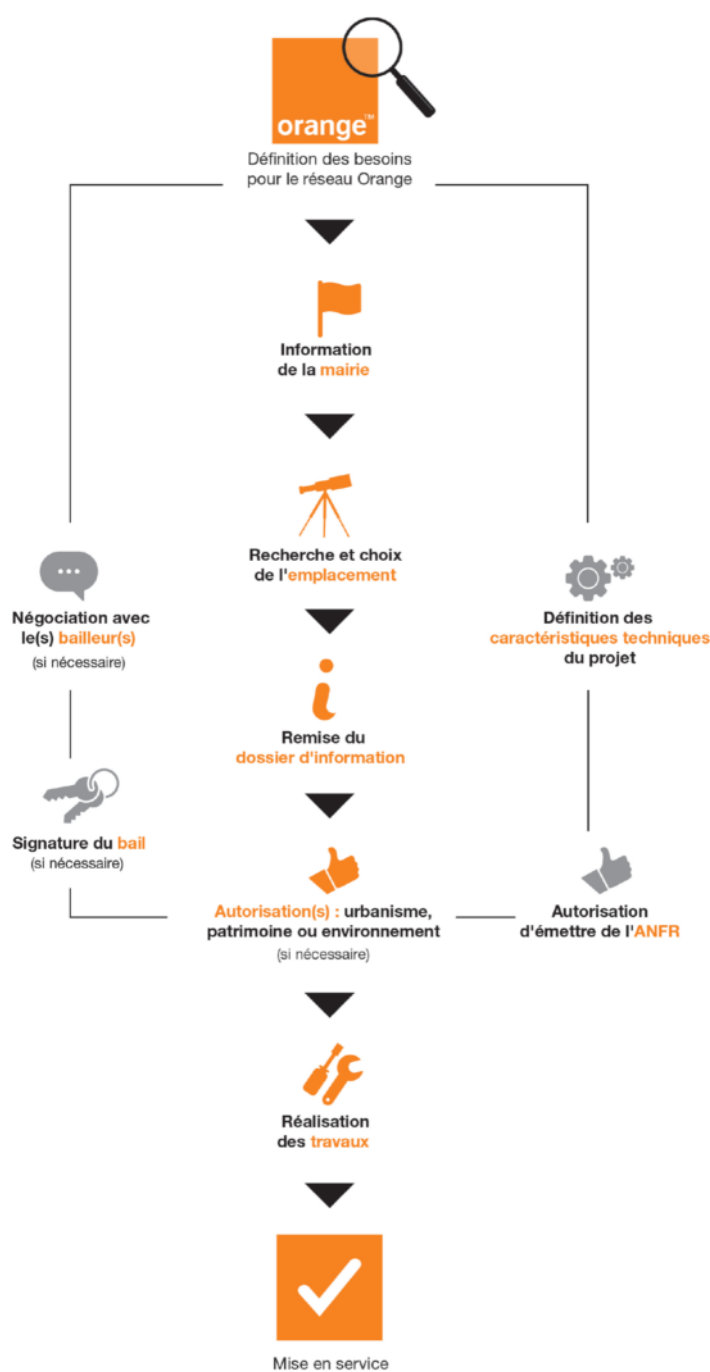 orange™
Définition des besoins
pour le réseau Orange
Information
de la mairie
Recherche et choix
de l'emplacement
Négociation avec
le(s) bailleur(s)
(si nécessaire)
Définition des
caractéristiques techniques
du projet
Remise du
dossier d'information
Signature du bail
(si nécessaire)
Autorisation(s) : urbanisme,
patrimoine ou environnement
(si nécessaire)
Autorisation
d'émettre de l'ANFR
Réalisation
des travaux
Mise en service